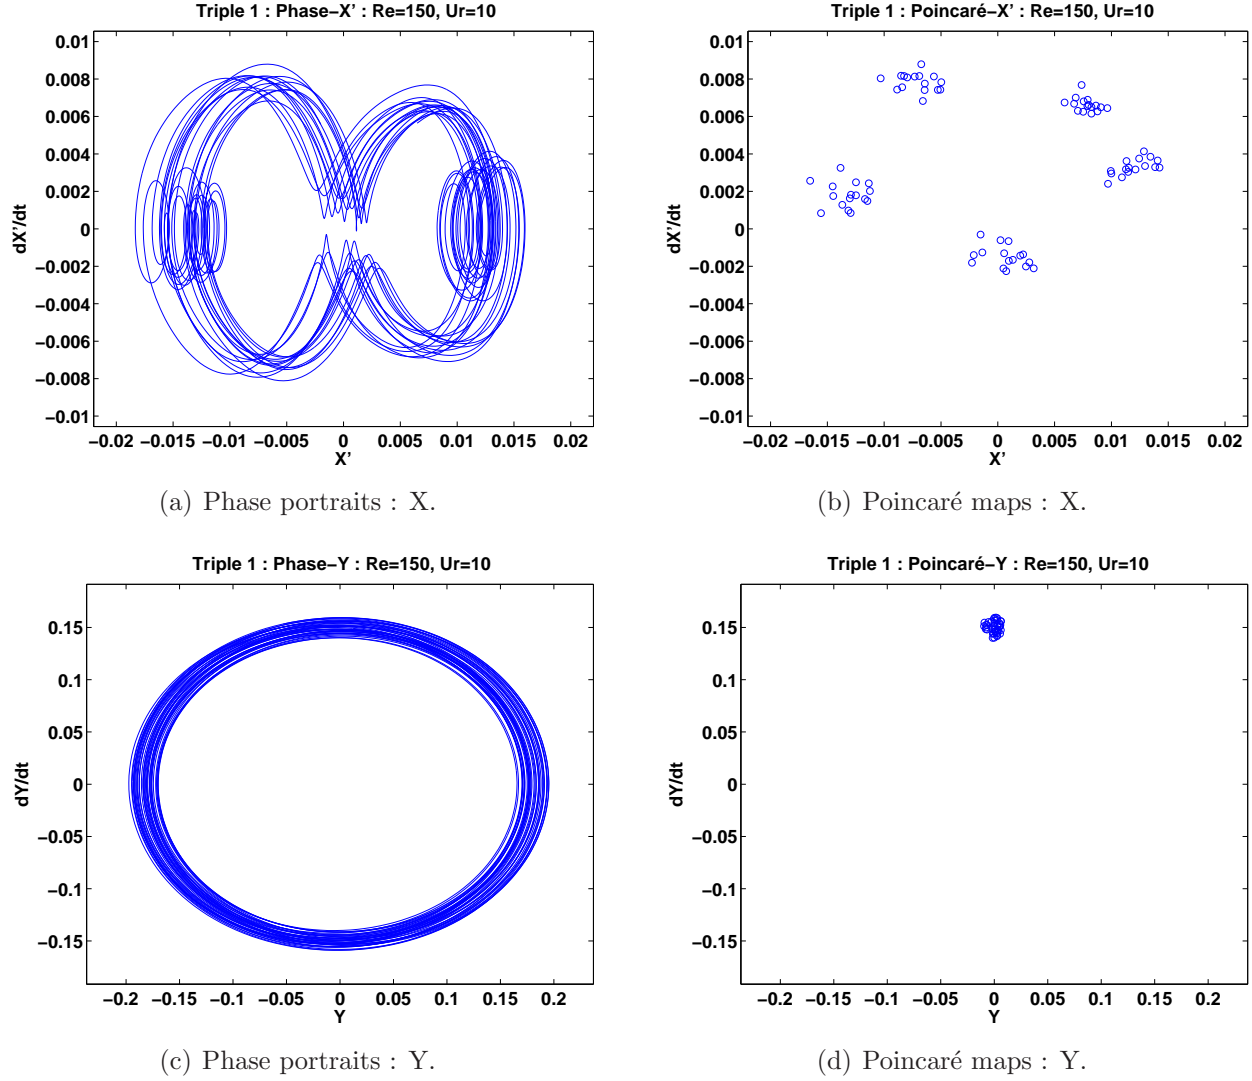 Triple 1 : Phase−X’ : Re=150, Ur=10
0.01
0.008
0.006
0.004
0.002
0
−0.002
−0.004
−0.006
−0.008
−0.01
dX’/dt
−0.02 −0.015 −0.01 −0.005 0 0.005 0.01 0.015 0.02
X’
(a) Phase portraits : X.
Triple 1 : Poincaré−X’ : Re=150, Ur=10
0.01
0.008
0.006
0.004
0.002
0
−0.002
−0.004
−0.006
−0.008
−0.01
dX’/dt
−0.02 −0.015 −0.01 −0.005 0 0.005 0.01 0.015 0.02
X’
(b) Poincaré maps : X.
Triple 1 : Phase−Y : Re=150, Ur=10
0.15
0.1
0.05
0
−0.05
−0.1
−0.15
dY/dt
−0.2 −0.15 −0.1 −0.05 0 0.05 0.1 0.15 0.2
Y
(c) Phase portraits : Y.
Triple 1 : Poincaré−Y : Re=150, Ur=10
0.15
0.1
0.05
0
−0.05
−0.1
−0.15
dY/dt
−0.2 −0.15 −0.1 −0.05 0 0.05 0.1 0.15 0.2
Y
(d) Poincaré maps : Y.